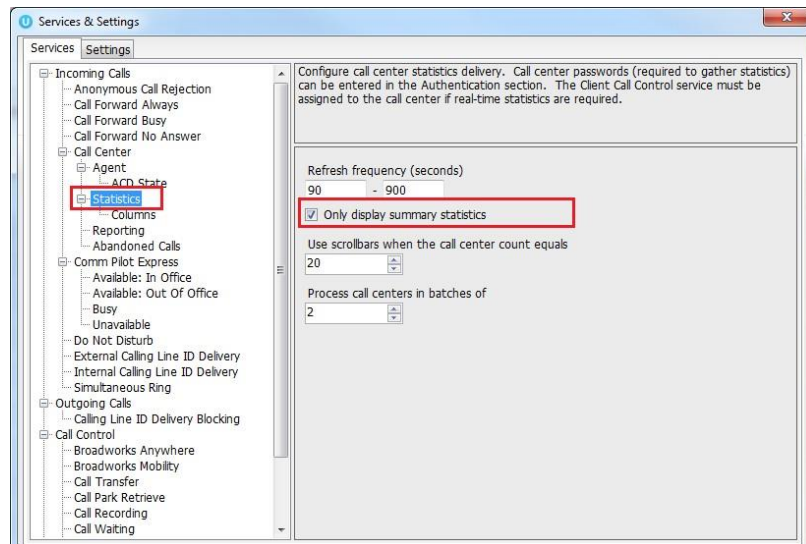 Services & Settings
Services Settings
Incoming Calls
Anonymous Call Rejection
Call Forward Always
Call Forward Busy
Call Forward No Answer
Call Center
Agent
ACD State
Statistics
Columns
Reporting
Abandoned Calls
Comm Pilot Express
Available: In Office
Available: Out Of Office
Busy
Unavailable
Do Not Disturb
External Calling Line ID Delivery
Internal Calling Line ID Delivery
Simultaneous Ring
Outgoing Calls
Calling Line ID Delivery Blocking
Call Control
Broadworks Anywhere
Broadworks Mobility
Call Transfer
Call Park Retrieve
Call Recording
Call Waiting
Configure call center statistics delivery. Call center passwords (required to gather statistics)
can be entered in the Authentication section. The Client Call Control service must be
assigned to the call center if real-time statistics are required.
Refresh frequency (seconds)
90 - 900
Only display summary statistics
Use scrollbars when the call center count equals
20
Process call centers in batches of
2